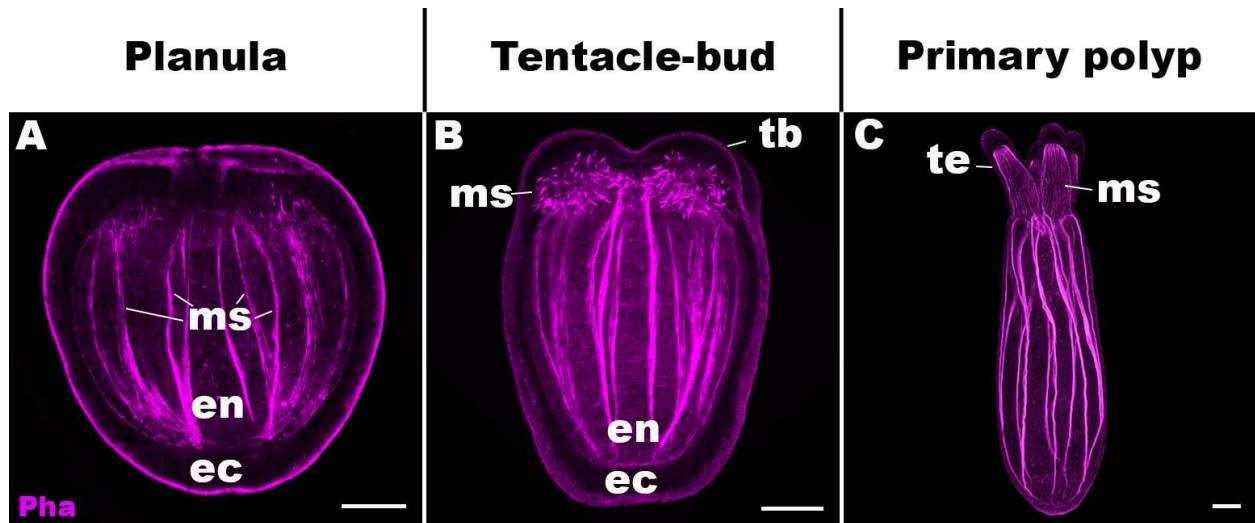 Planula
Tentacle-bud
Primary polyp
A
ms
en
ec
Pha
B
tb
ms
en
ec
C
te
ms